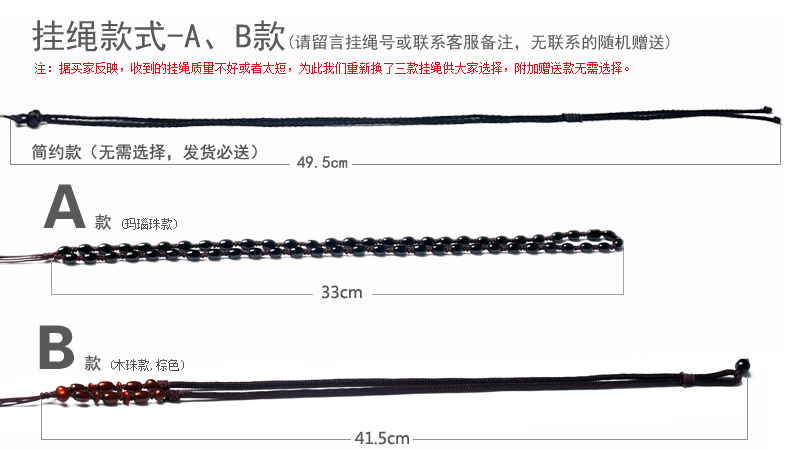 挂绳款式-A、B款(请留言挂绳号或联系客服备注，无联系的随机赠送)
注：据买家反映，收到的挂绳质量不好或者太短，为此我们重新换了三款挂绳供大家选择，附加赠送款无需选择。
简约款（无需选择，发货必送）
49.5cm
A 款（玛瑙珠款）
33cm
B 款（木珠款,棕色）
41.5cm